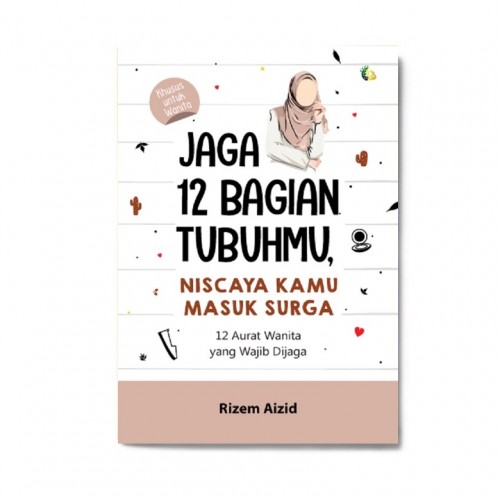 Khusus
untuk
Wanita
JAGA
12 BAGIAN
TUBUHMU,
NISCAYA KAMU
MASUK SURGA
12 Aurat Wanita
yang Wajib Dijaga
Rizem Aizid